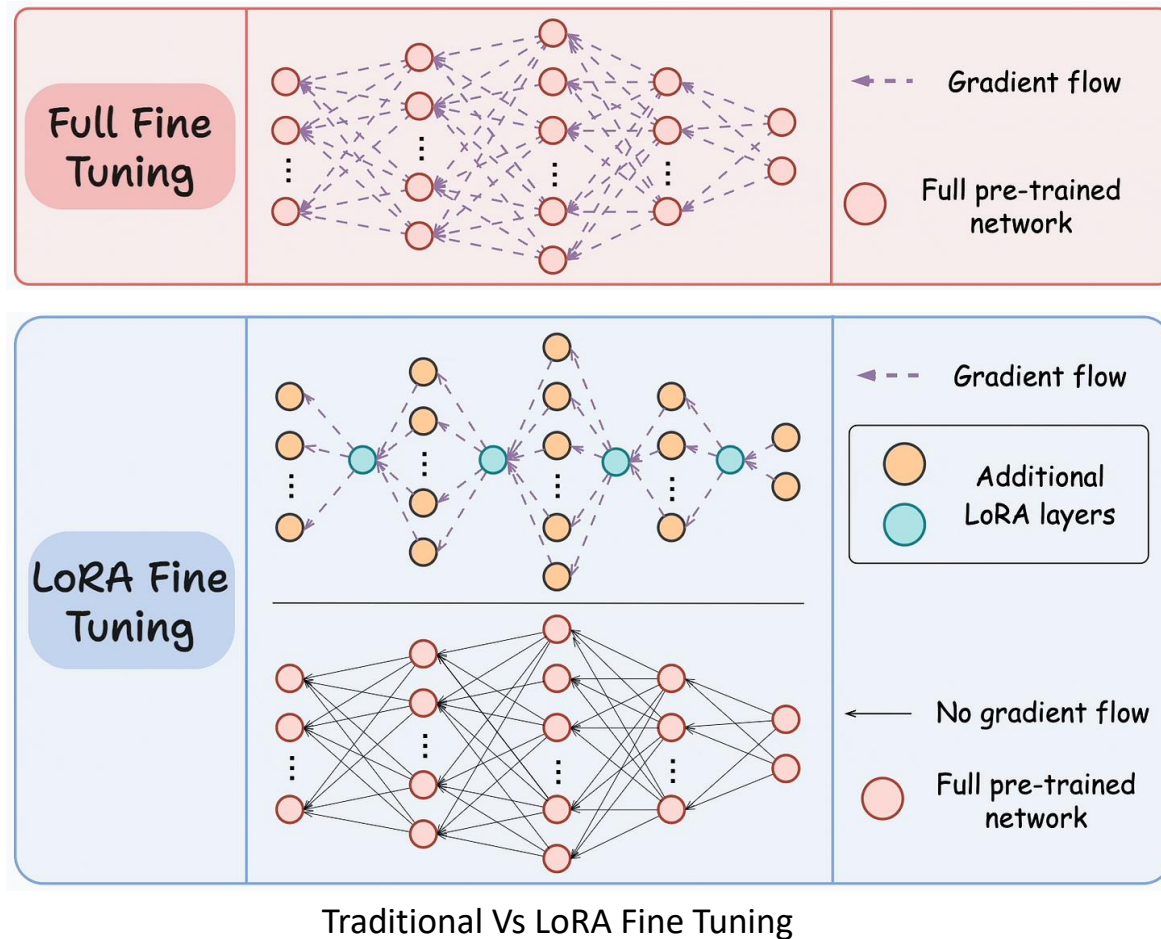 Full Fine
Tuning
Gradient flow
Full pre-trained
network
LoRA Fine
Tuning
Gradient flow
Additional
LoRA layers
No gradient flow
Full pre-trained
network
Traditional Vs LoRA Fine Tuning